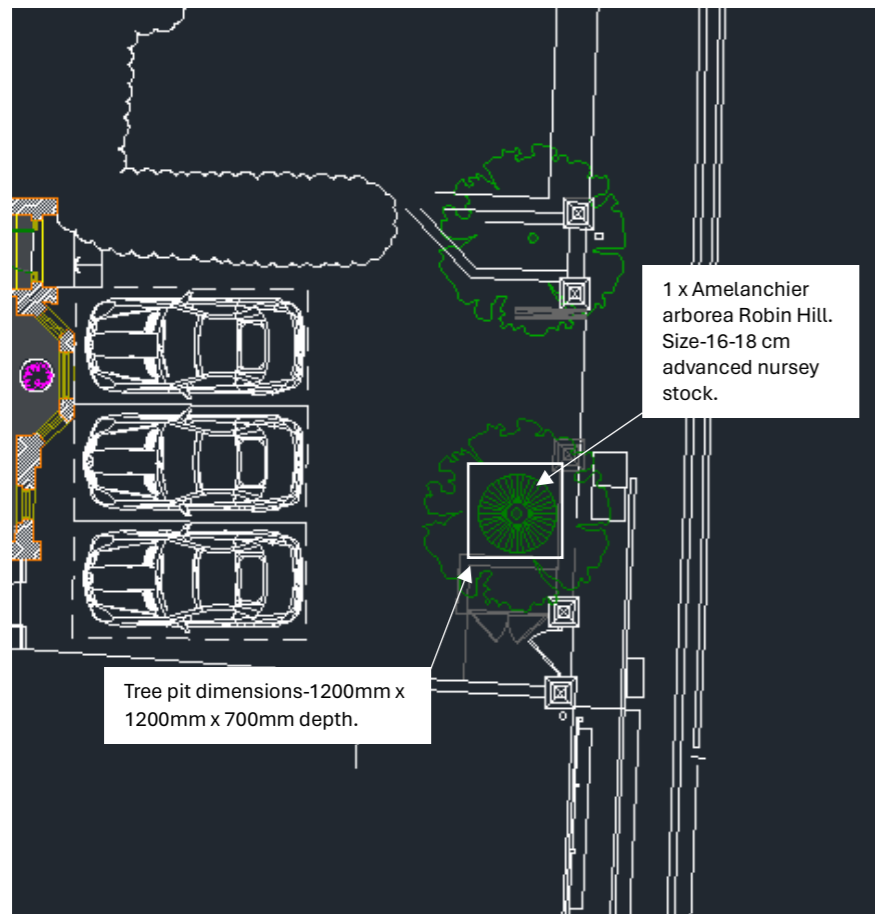 1 x Amelanchier
arborea Robin Hill.
Size-16-18 cm
advanced nursey
stock.
Tree pit dimensions-1200mm x
1200mm x 700mm depth.